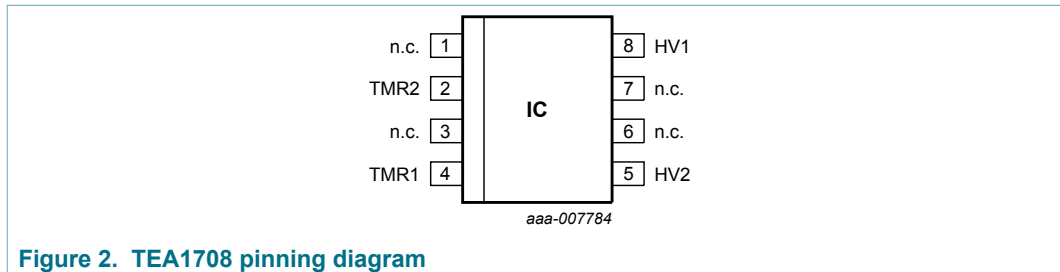 n.c. 1
TMR2 2
n.c. 3
TMR1 4
IC
8 HV1
7 n.c.
6 n.c.
5 HV2
aaa-007784
Figure 2. TEA1708 pinning diagram